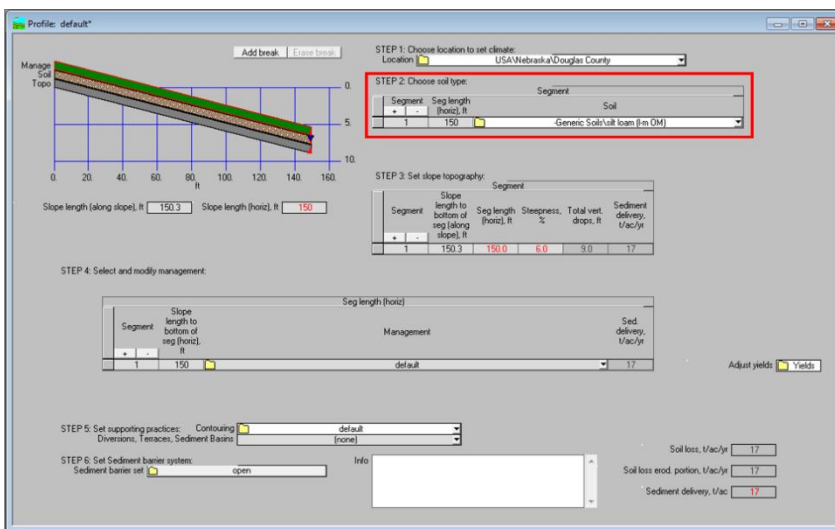 Profile: default*
Add break Erase break
STEP 1: Choose location to set climate:
Location USA\Nebraska\Douglas County
Manage
Soil
Topo
0.
5.
10.
0. 20. 40. 60. 80. 100. 120. 140. 160.
ft
Slope length (along slope), ft 150.3 Slope length (horiz), ft 150
STEP 2: Choose soil type:
Segment
Segment Seg length (horiz), ft Soil
+ -
1 150 -Generic Soils\silt loam (l-m OM)
STEP 3: Set slope topography:
Segment
Segment Slope length to bottom of seg (along slope), ft Seg length (horiz), ft Steepness, % Total vert. drops, ft Sediment delivery, t/ac/yr
+ -
1 150.3 150.0 6.0 9.0 17
STEP 4: Select and modify management:
Seg length (horiz)
Segment Slope length to bottom of seg (horiz), ft Management Sed. delivery, t/ac/yr
+ -
1 150 default 17
Adjust yields Yields
STEP 5: Set supporting practices: Contouring default
Diversions, Terraces, Sediment Basins (none)
STEP 6: Set Sediment barrier system:
Sediment barrier set open
Info
Soil loss, t/ac/yr 17
Soil loss erod. portion, t/ac/yr 17
Sediment delivery, t/ac 17